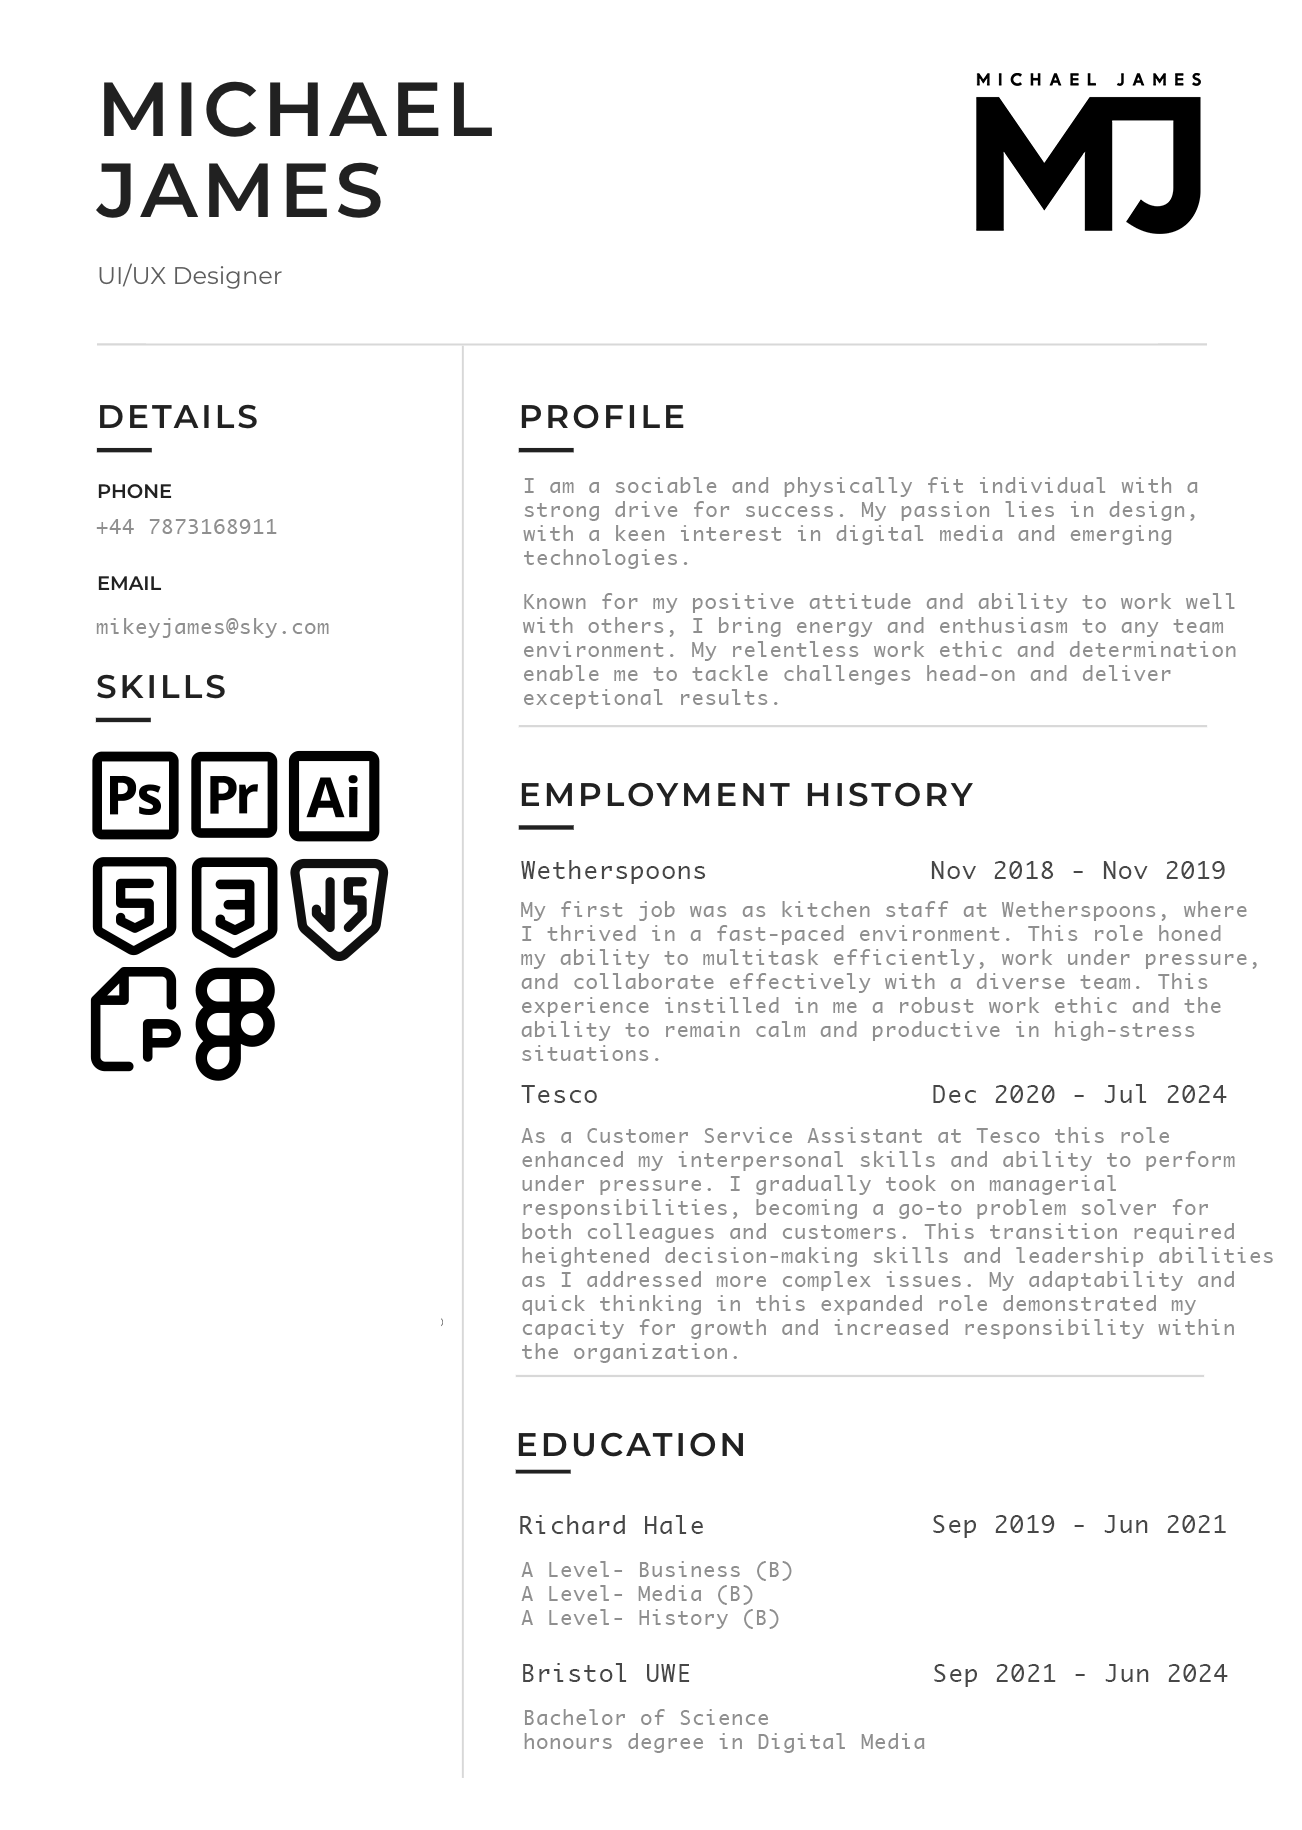 MICHAEL
JAMES
UI/UX Designer
MICHAEL JAMES
MJ
DETAILS
PHONE
+44 7873168911
EMAIL
mikeyjames@sky.com
SKILLS
Ps Pr Ai
5 3 JS
P
PROFILE
I am a sociable and physically fit individual with a
strong drive for success. My passion lies in design,
with a keen interest in digital media and emerging
technologies.
Known for my positive attitude and ability to work well
with others, I bring energy and enthusiasm to any team
environment. My relentless work ethic and determination
enable me to tackle challenges head-on and deliver
exceptional results.
EMPLOYMENT HISTORY
Wetherspoons Nov 2018 - Nov 2019
My first job was as kitchen staff at Wetherspoons, where
I thrived in a fast-paced environment. This role honed
my ability to multitask efficiently, work under pressure,
and collaborate effectively with a diverse team. This
experience instilled in me a robust work ethic and the
ability to remain calm and productive in high-stress
situations.
Tesco Dec 2020 - Jul 2024
As a Customer Service Assistant at Tesco this role
enhanced my interpersonal skills and ability to perform
under pressure. I gradually took on managerial
responsibilities, becoming a go-to problem solver for
both colleagues and customers. This transition required
heightened decision-making skills and leadership abilities
as I addressed more complex issues. My adaptability and
quick thinking in this expanded role demonstrated my
capacity for growth and increased responsibility within
the organization.
EDUCATION
Richard Hale Sep 2019 - Jun 2021
A Level- Business (B)
A Level- Media (B)
A Level- History (B)
Bristol UWE Sep 2021 - Jun 2024
Bachelor of Science
honours degree in Digital Media